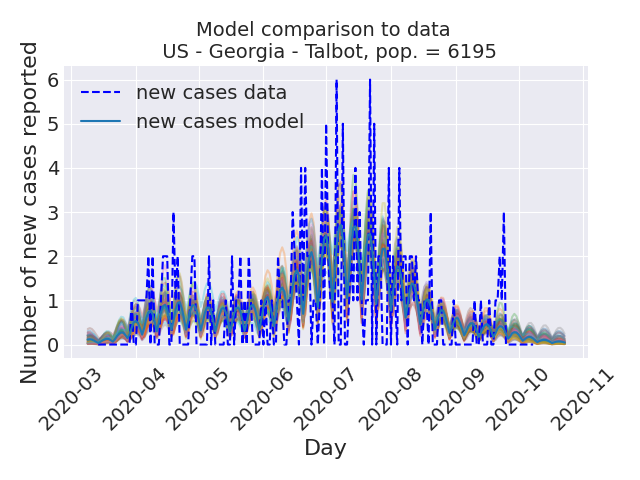 Model comparison to data
US - Georgia - Talbot, pop. = 6195
Number of new cases reported
6
5
4
3
2
1
0
new cases data
new cases model
2020-03
2020-04
2020-05
2020-06
2020-07
2020-08
2020-09
2020-10
2020-11
Day